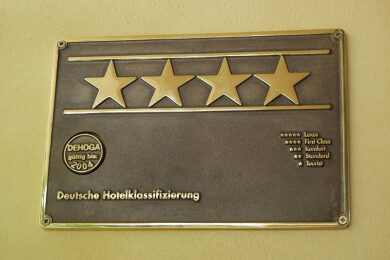 DEHOGA
gültig bis:
2004
***** Luxus
**** First Class
*** Komfort
** Standard
* Tourist
Deutsche Hotelklassifizierung